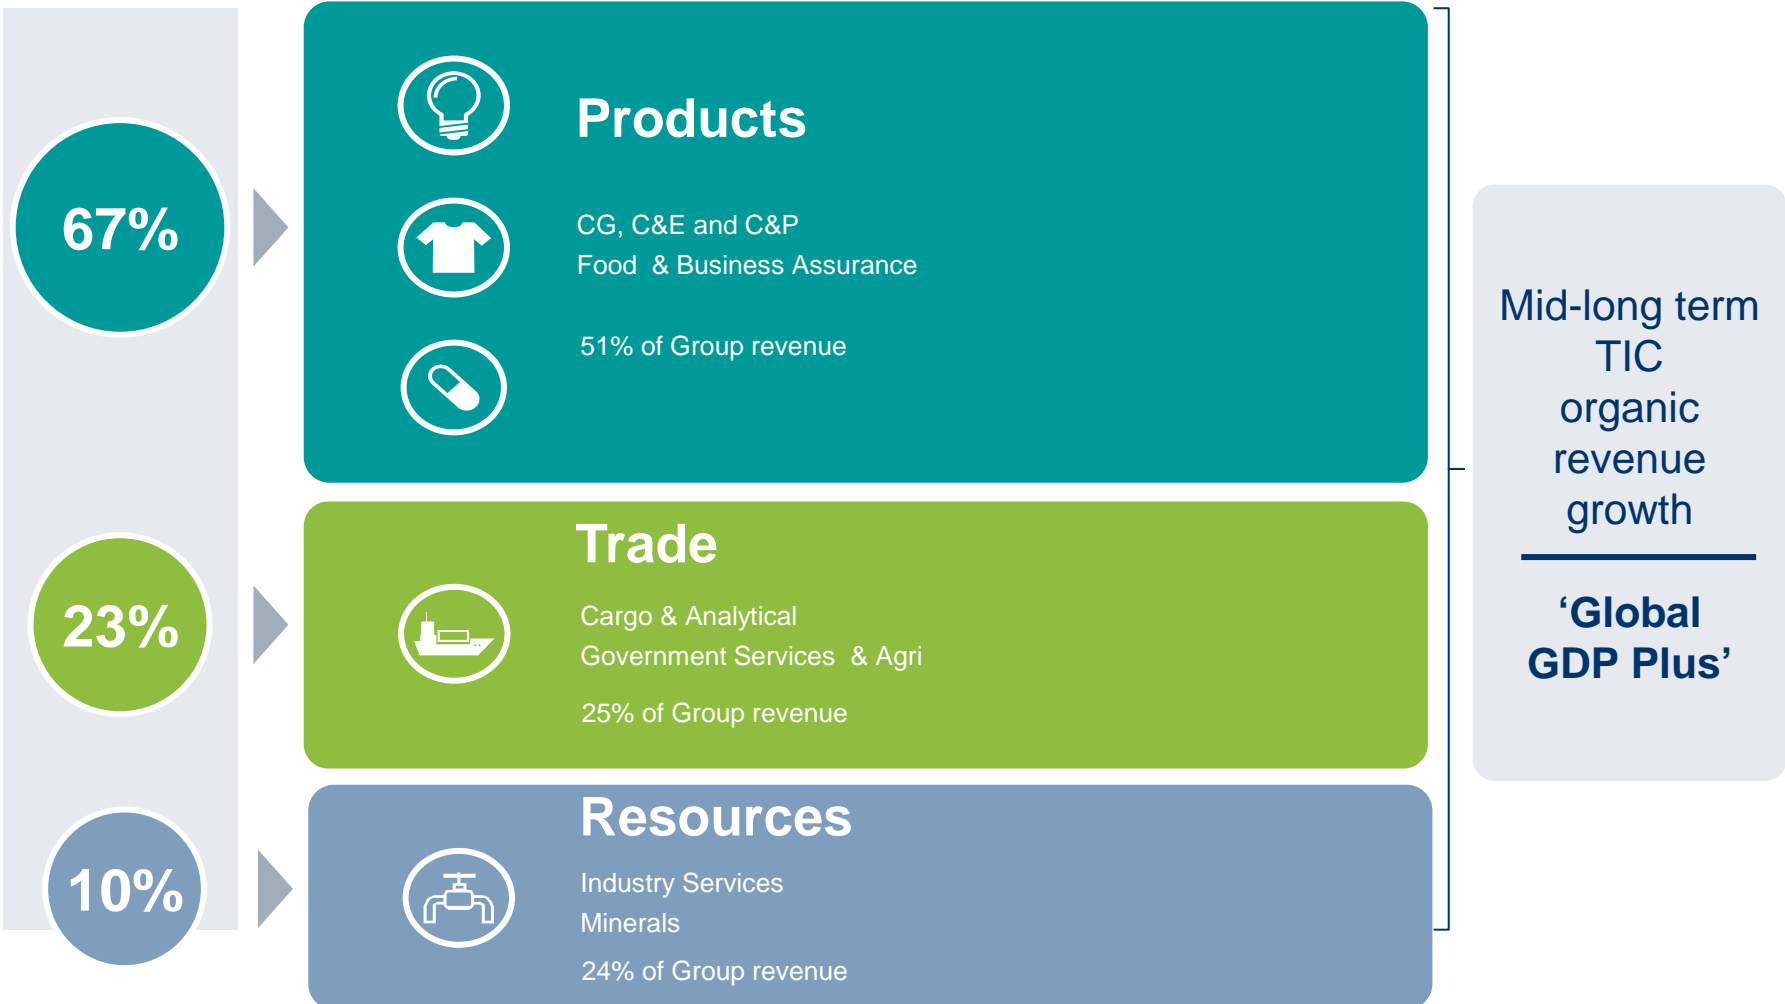 67%
Products
CG, C&E and C&P
Food & Business Assurance
51% of Group revenue
23%
Trade
Cargo & Analytical
Government Services & Agri
25% of Group revenue
10%
Resources
Industry Services
Minerals
24% of Group revenue
Mid-long term
TIC
organic
revenue
growth
‘Global
GDP Plus’